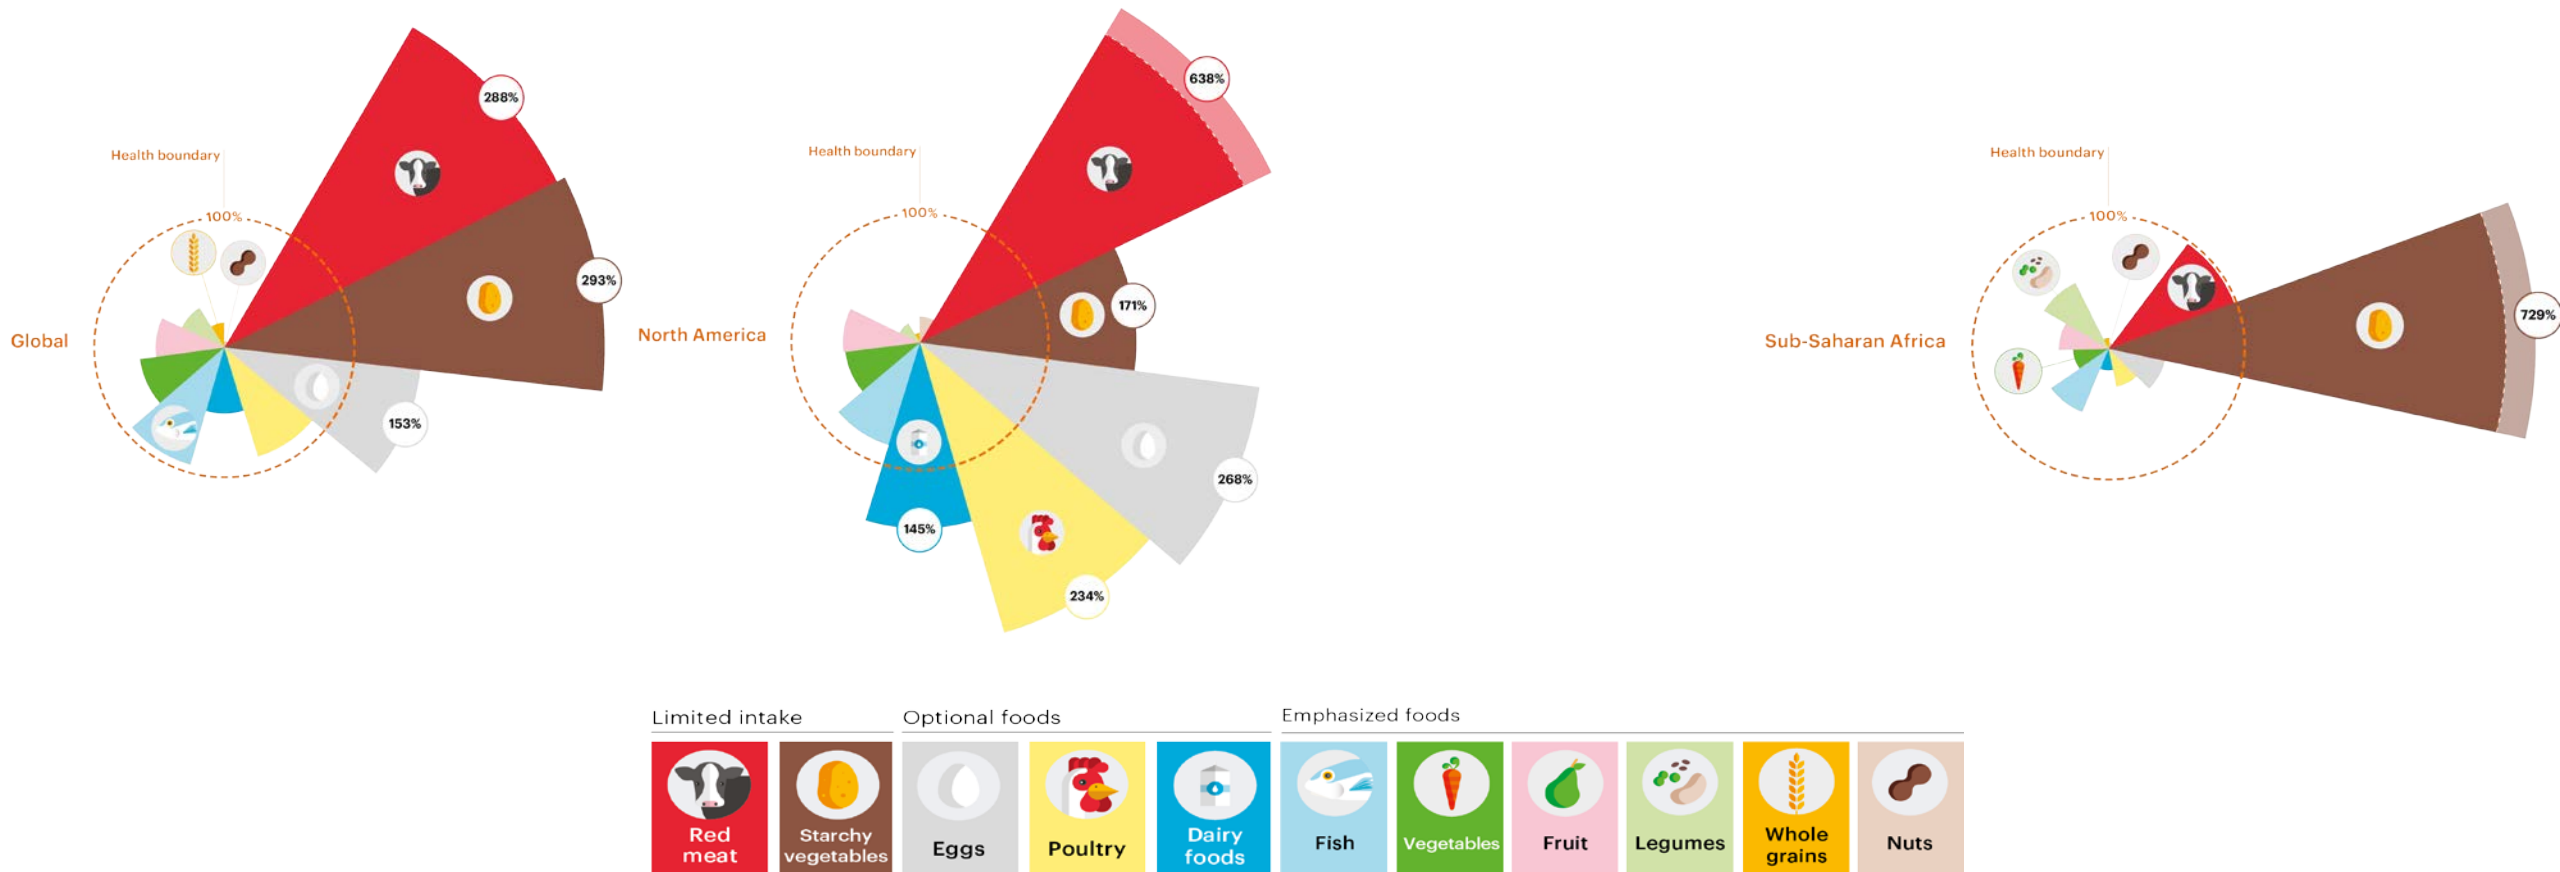 288%
Health boundary
100%
293%
Global
153%
638%
Health boundary
100%
171%
North America
268%
145%
234%
Health boundary
100%
729%
Sub-Saharan Africa
Limited intake
Optional foods
Emphasized foods
Red
meat
Starchy
vegetables
Eggs
Poultry
Dairy
foods
Fish
Vegetables
Fruit
Legumes
Whole
grains
Nuts